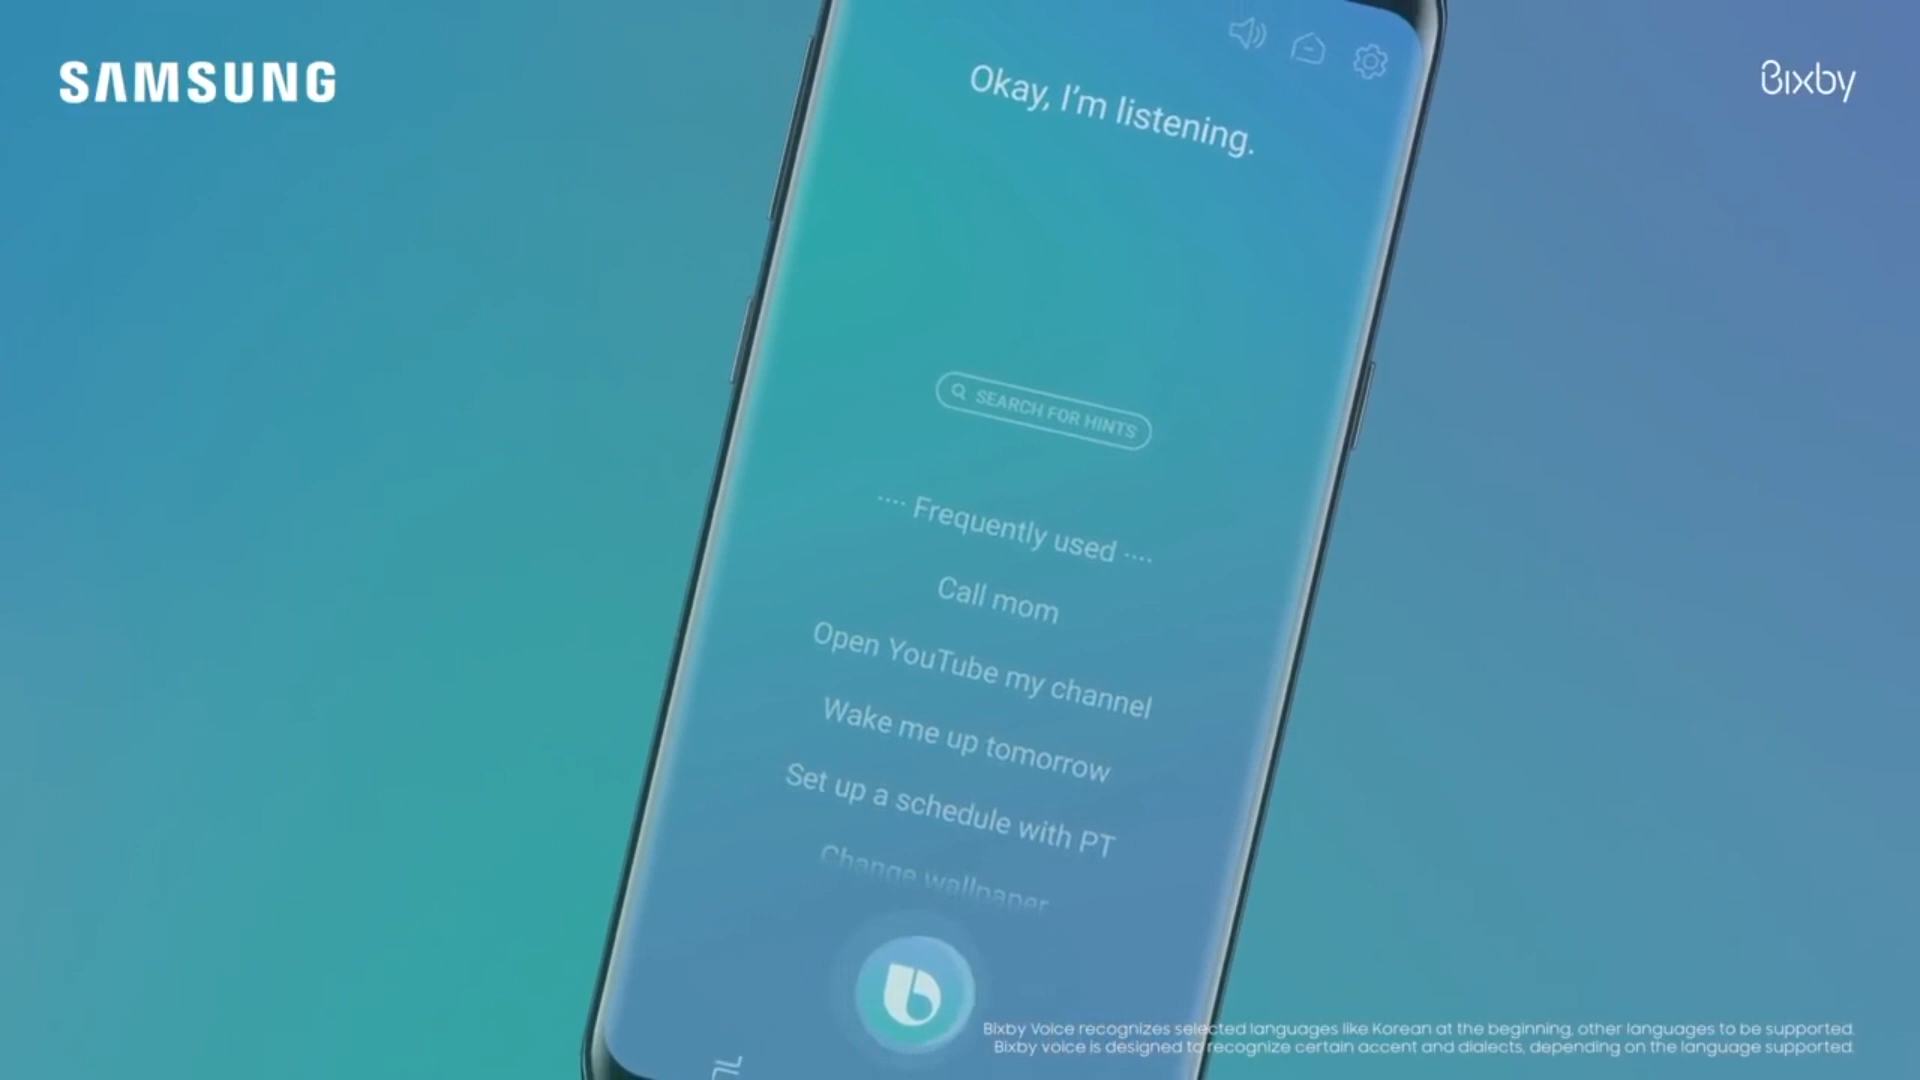 SAMSUNG
Bixby
Okay, I'm listening.
SEARCH FOR HINTS
···· Frequently used ····
Call mom
Open YouTube my channel
Wake me up tomorrow
Set up a schedule with PT
Change wallpaper
Bixby Voice recognizes selected languages like Korean at the beginning, other languages to be supported.
Bixby voice is designed to recognize certain accent and dialects, depending on the language supported.